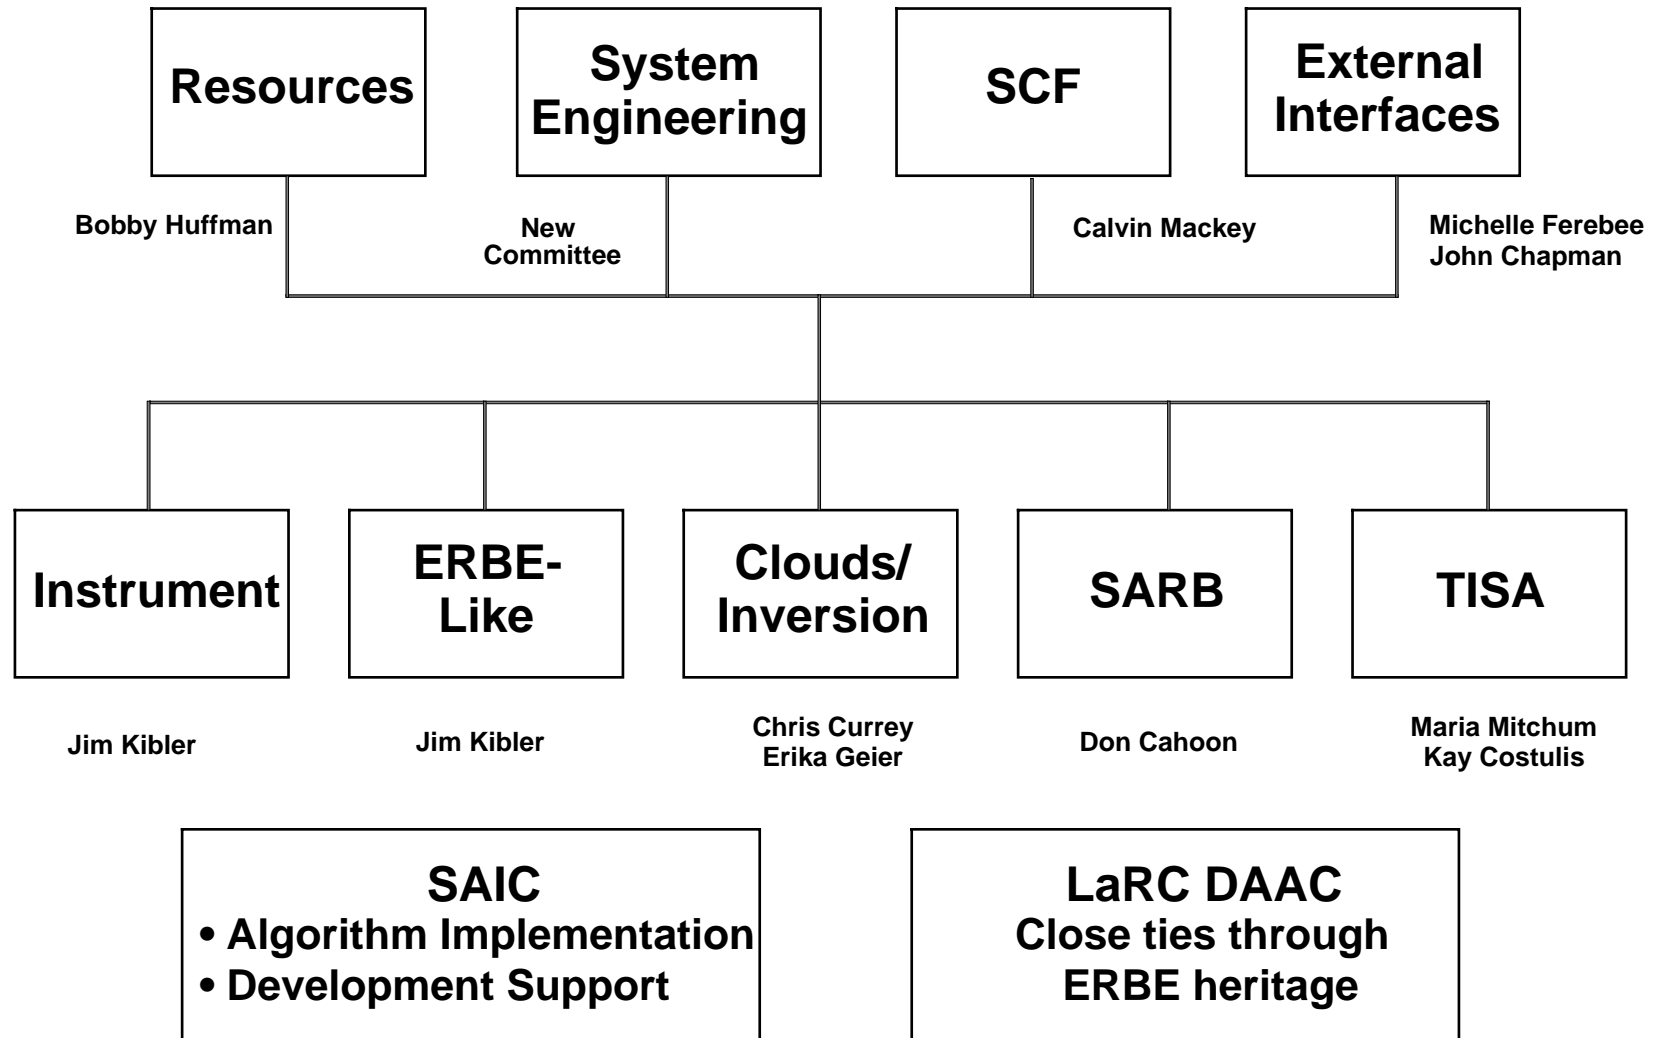 Resources
System
Engineering
SCF
External
Interfaces
Bobby Huffman
New
Committee
Calvin Mackey
Michelle Ferebee
John Chapman
Instrument
ERBE-
Like
Clouds/
Inversion
SARB
TISA
Jim Kibler
Jim Kibler
Chris Currey
Erika Geier
Don Cahoon
Maria Mitchum
Kay Costulis
SAIC
• Algorithm Implementation
• Development Support
LaRC DAAC
Close ties through
ERBE heritage